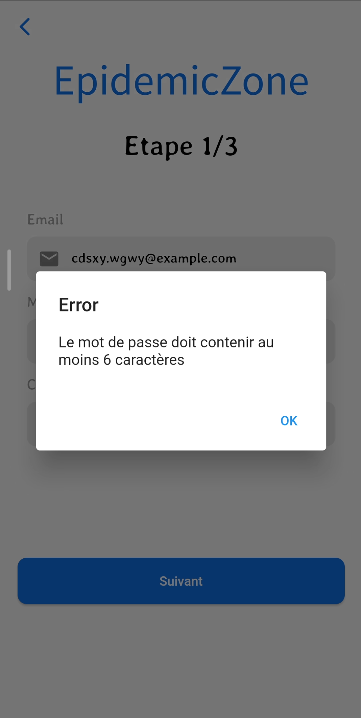 EpidemicZone
Etape 1/3
Email
cdsxy.wgwy@example.com
Error
Le mot de passe doit contenir au
moins 6 caractères
OK
Suivant